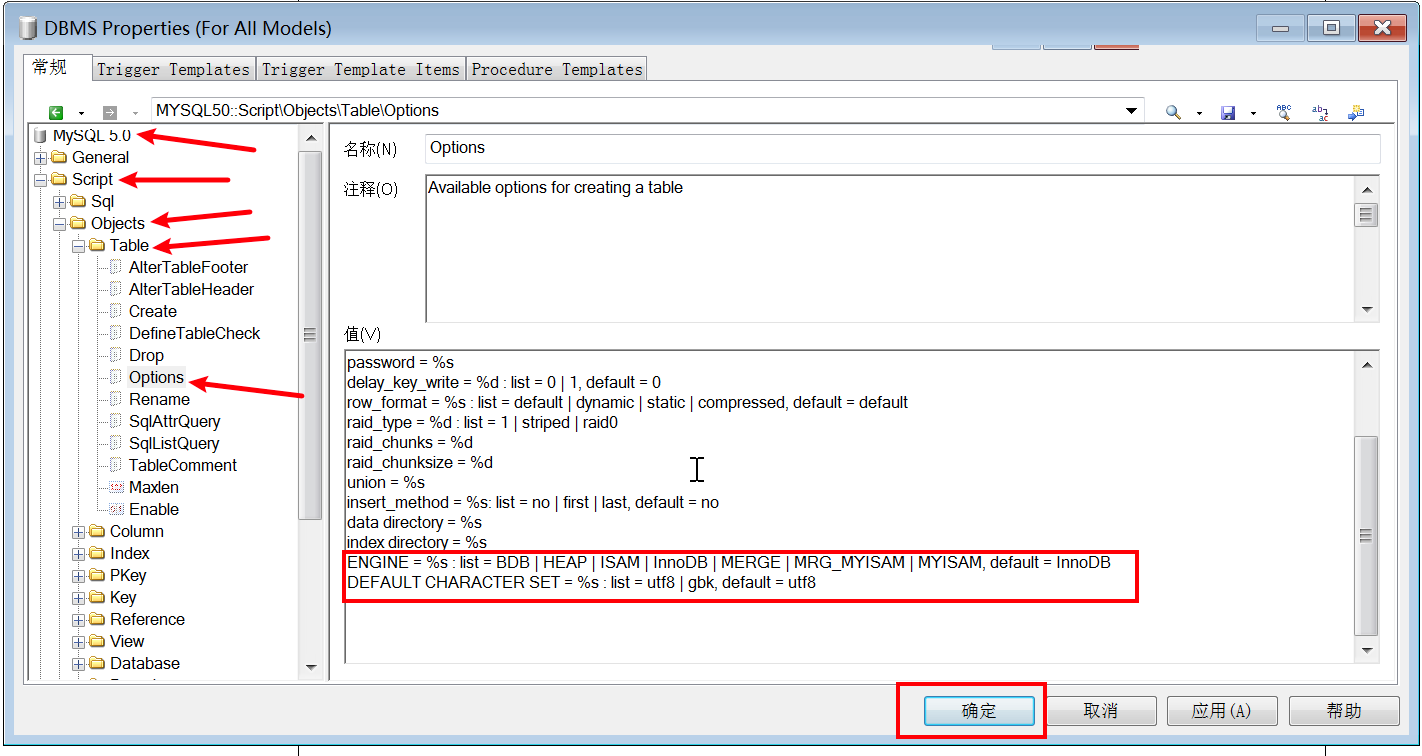 DBMS Properties (For All Models)
常规
Trigger Templates
Trigger Template Items
Procedure Templates
MYSQL50::Script\Objects\Table\Options
ABC
ab
ac
MySQL 5.0
General
Script
Sql
Objects
Table
AlterTableFooter
AlterTableHeader
Create
DefineTableCheck
Drop
Options
Rename
SqlAttrQuery
SqlListQuery
TableComment
Maxlen
Enable
Column
Index
PKey
Key
Reference
View
Database
名称(N)
Options
注释(O)
Available options for creating a table
值(V)
password = %s
delay_key_write = %d : list = 0 | 1, default = 0
row_format = %s : list = default | dynamic | static | compressed, default = default
raid_type = %d : list = 1 | striped | raid0
raid_chunks = %d
raid_chunksize = %d
union = %s
insert_method = %s: list = no | first | last, default = no
data directory = %s
index directory = %s
ENGINE = %s : list = BDB | HEAP | ISAM | InnoDB | MERGE | MRG_MYISAM | MYISAM, default = InnoDB
DEFAULT CHARACTER SET = %s : list = utf8 | gbk, default = utf8
确定
取消
应用(A)
帮助